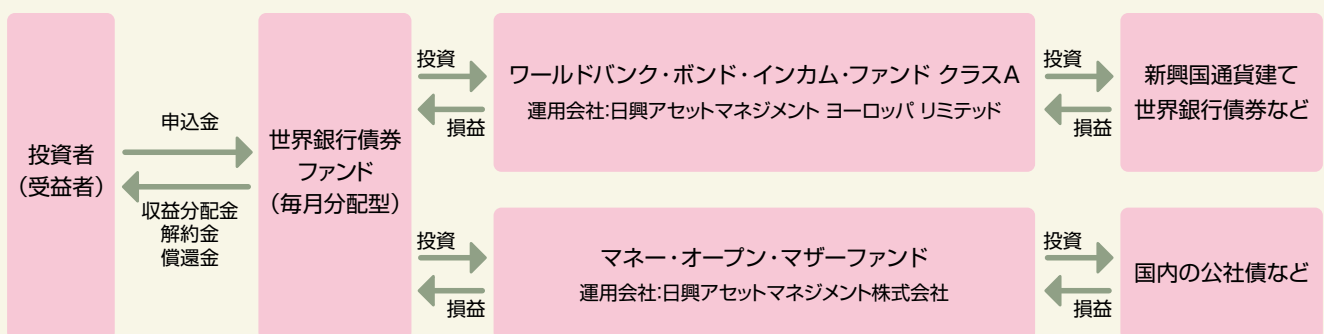 投資者
(受益者)
申込金
収益分配金
解約金
償還金
世界銀行債券
ファンド
(毎月分配型)
投資
損益
ワールドバンク・ボンド・インカム・ファンド クラスA
運用会社:日興アセットマネジメント ヨーロッパ リミテッド
投資
損益
新興国通貨建て
世界銀行債券など
投資
損益
マネー・オープン・マザーファンド
運用会社:日興アセットマネジメント株式会社
投資
損益
国内の公社債など